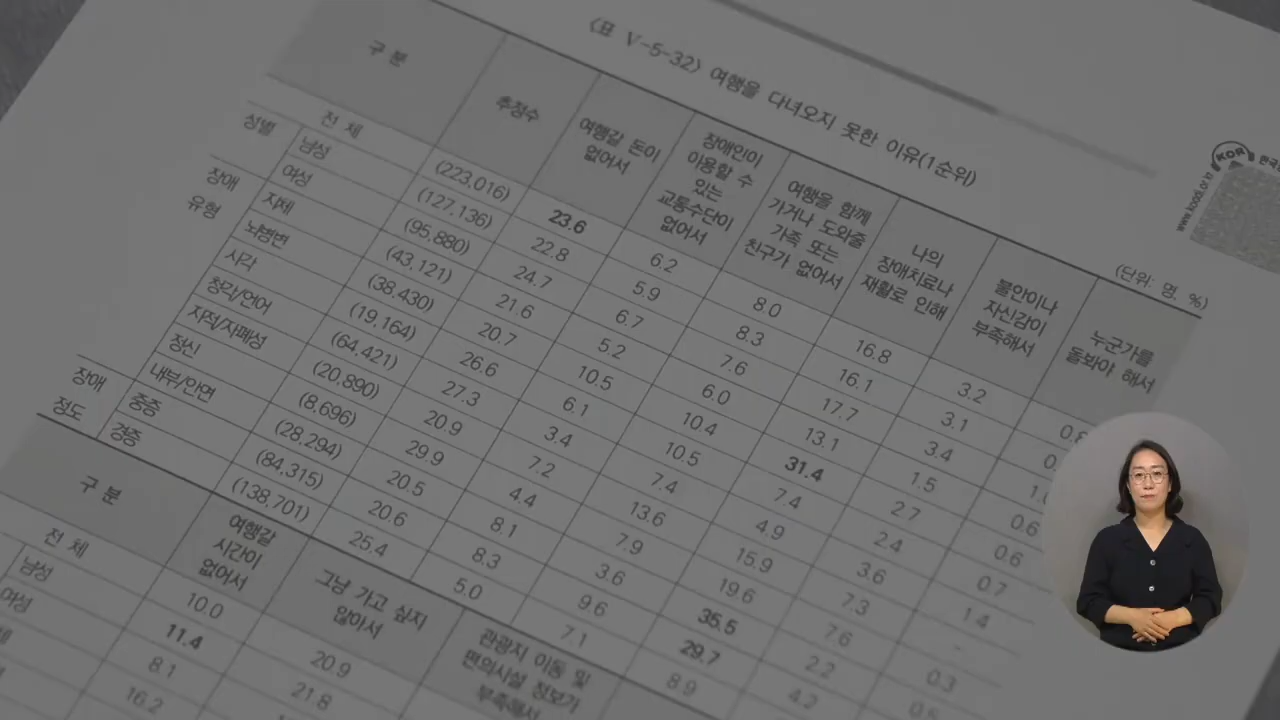 〈표 Ⅴ-5-32〉 여행을 다녀오지 못한 이유(1순위)
(단위: 명, %)
구 분
추정수
여행갈 돈이
없어서
장애인이
이용할 수
있는
교통수단이
없어서
여행을 함께
가거나 도와줄
가족 또는
친구가 없어서
나의
장애치료나
재활로 인해
불안이나
자신감이
부족해서
누군가를
돌봐야 해서
전 체 (223,016) 23.6 6.2 8.0 16.8 3.2
성별 남성 (127,136) 22.8 5.9 8.3 16.1 3.1
여성 (95,880) 24.7 6.7 7.6 17.7 3.4
장애
유형
지체 (43,121) 21.6 5.2 6.0 13.1 1.5 0.6
뇌병변 (38,430) 20.7 10.5 10.4 31.4 2.7 0.6
시각 (19,164) 26.6 6.1 10.5 7.4 2.4 0.7
청각/언어 (64,421) 27.3 3.4 7.4 4.9 3.6 1.4
지적/자폐성 (20,890) 20.9 7.2 13.6 15.9 7.3 -
정신 (8,696) 29.9 4.4 7.9 19.6 7.6
내부/안면 (28,294) 20.5 8.1 3.6 35.5 2.2 0.3
장애
정도
중증 (84,315) 20.6 8.3 9.6 29.7 4.2 0.5
경증 (138,701) 25.4 5.0 7.1 8.9
구 분
여행갈
시간이
없어서
그냥 가고 싶지
않아서
관광지 이동 및
편의시설 정보가
부족해서
전 체 10.0 20.9
남성 11.4 21.8
여성 8.1
16.2
KOR
www.kodi.or.kr